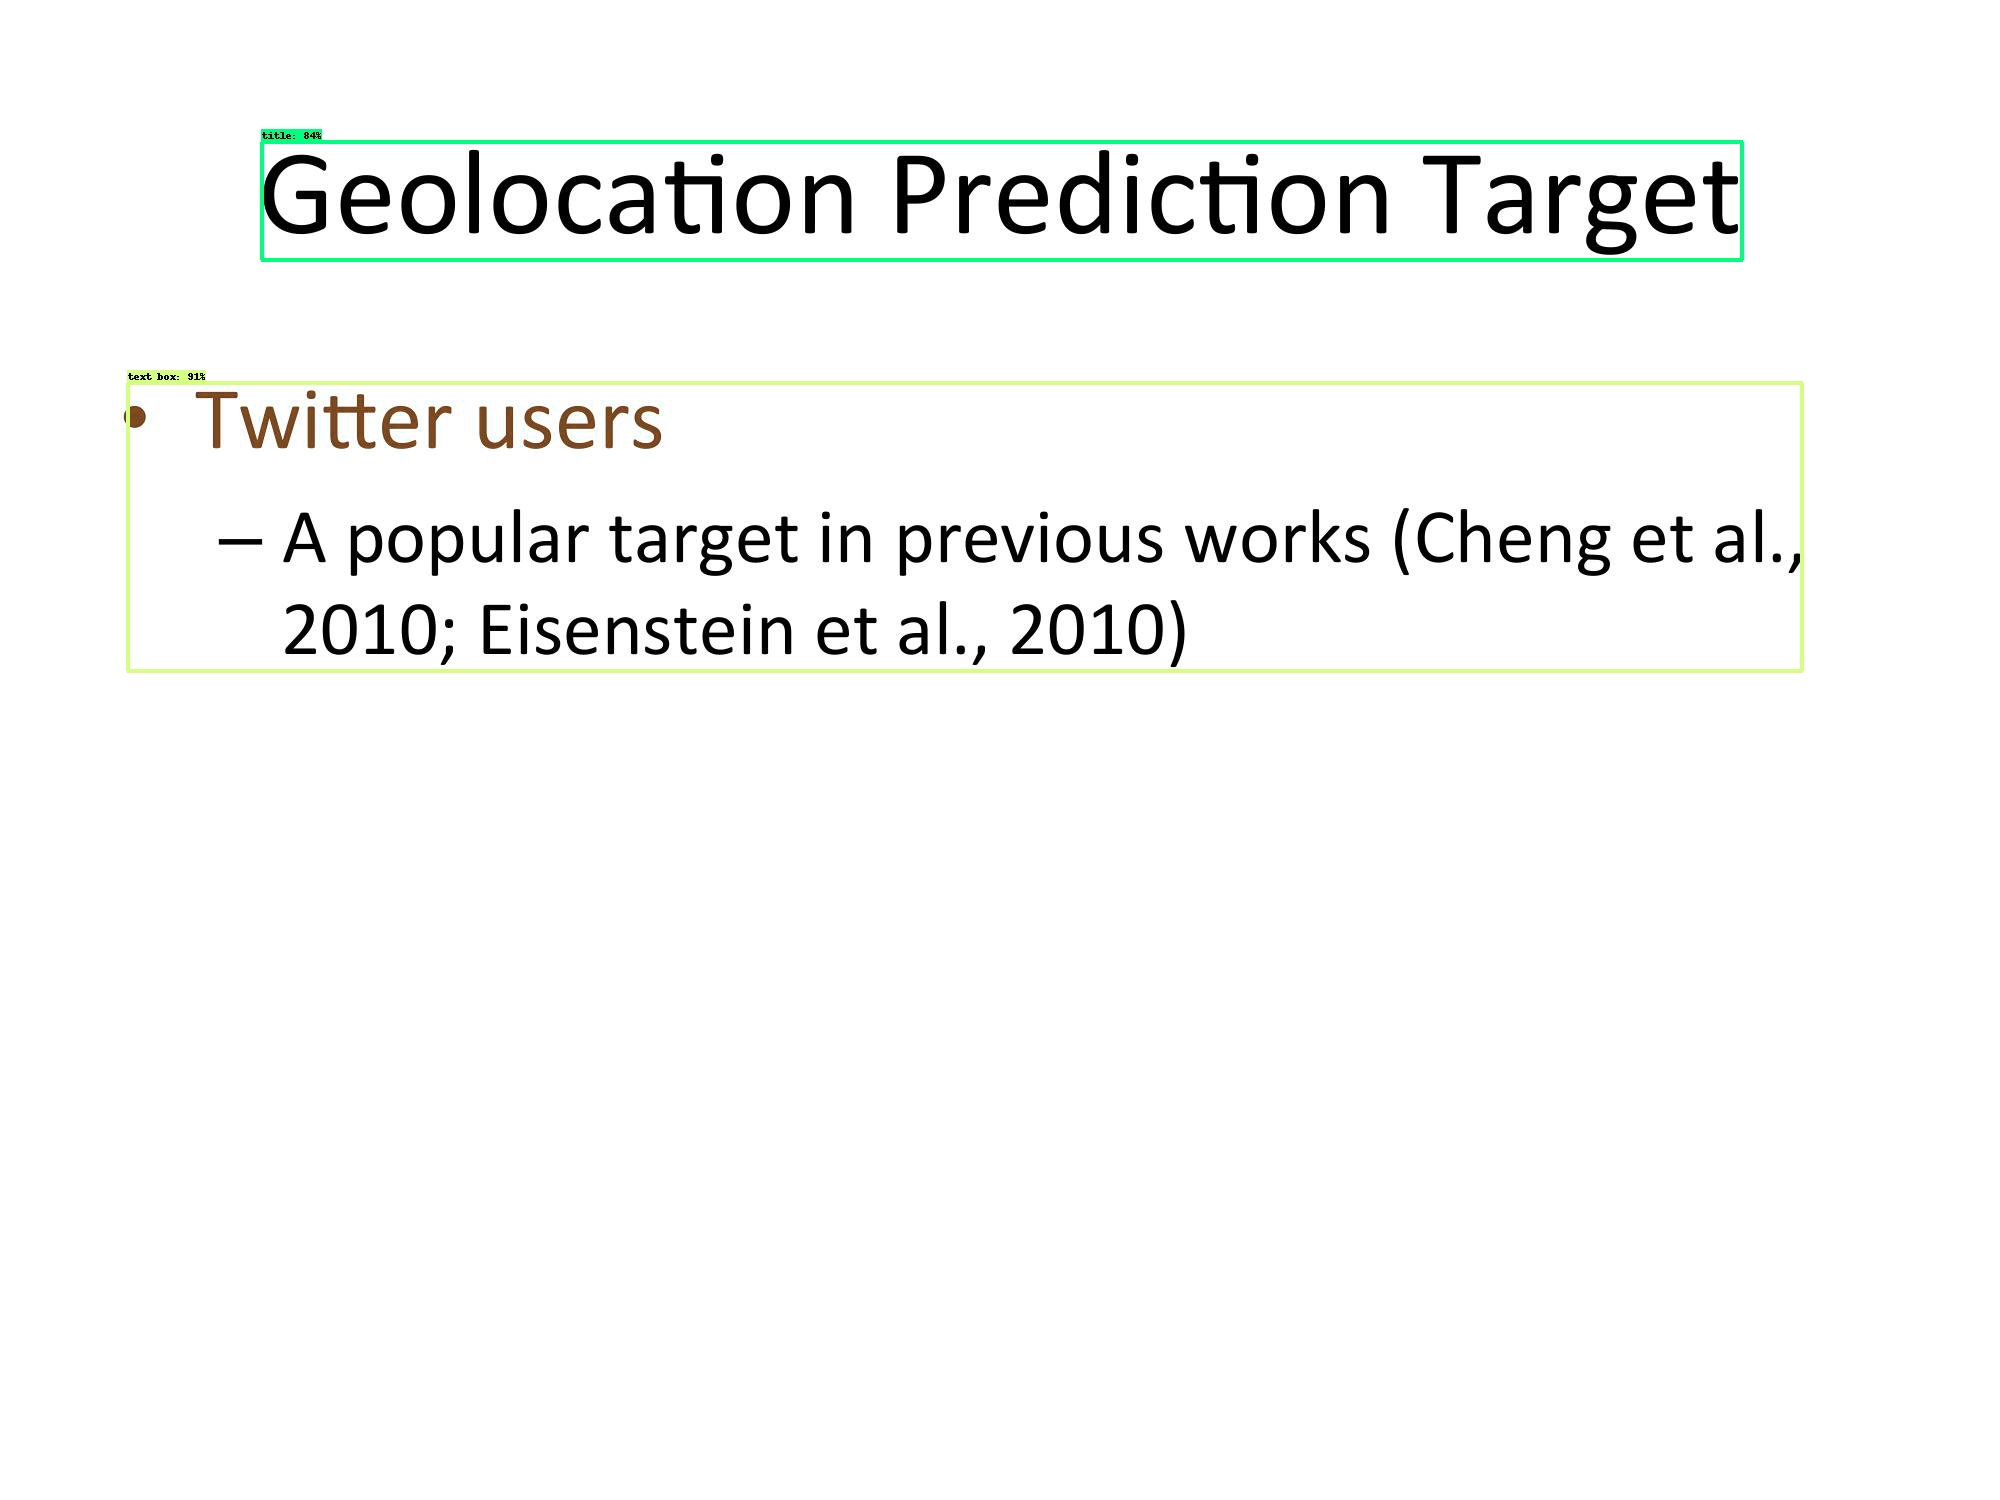 title: 84%
Geolocation Prediction Target
text box: 91%
• Twitter users
– A popular target in previous works (Cheng et al.,
2010; Eisenstein et al., 2010)